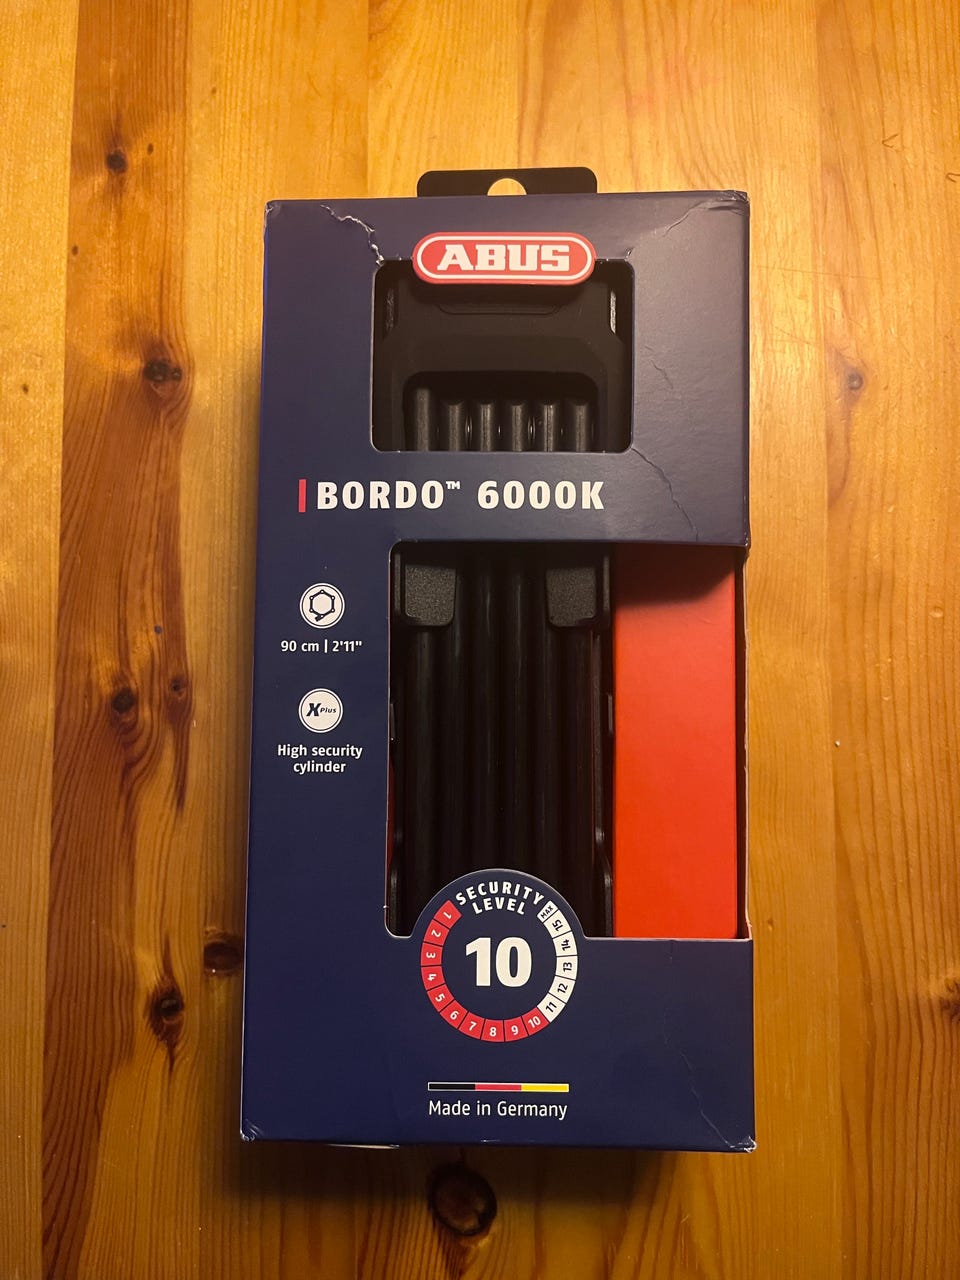 ABUS
BORDO™ 6000K
90 cm | 2'11"
XPlus
High security
cylinder
SECURITY
LEVEL
10
1 2 3 4 5 6 7 8 9 10 11 12 13 14 15 MAX
Made in Germany